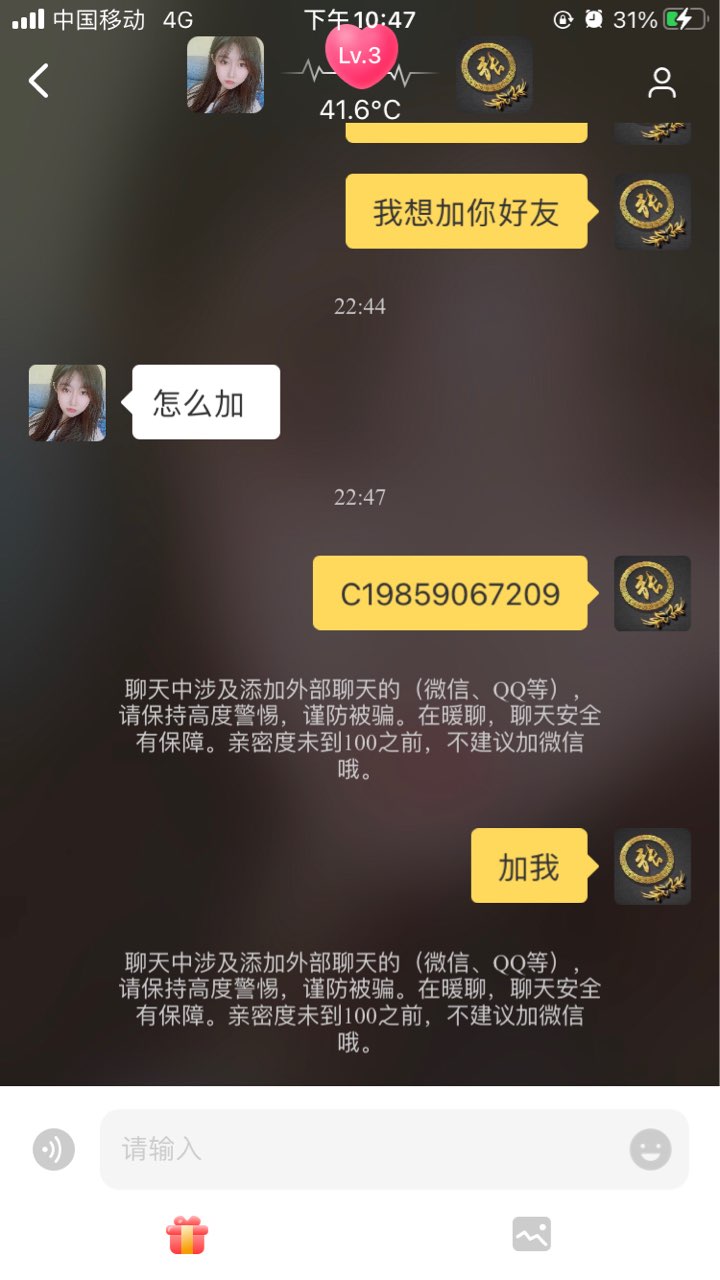 中国移动 4G 下午10:47 31%
Lv.3
41.6°C
张
我想加你好友
张
22:44
怎么加
22:47
C19859067209
张
聊天中涉及添加外部聊天的（微信、QQ等），
请保持高度警惕，谨防被骗。在暖聊，聊天安全
有保障。亲密度未到100之前，不建议加微信
哦。
加我
张
聊天中涉及添加外部聊天的（微信、QQ等），
请保持高度警惕，谨防被骗。在暖聊，聊天安全
有保障。亲密度未到100之前，不建议加微信
哦。
请输入